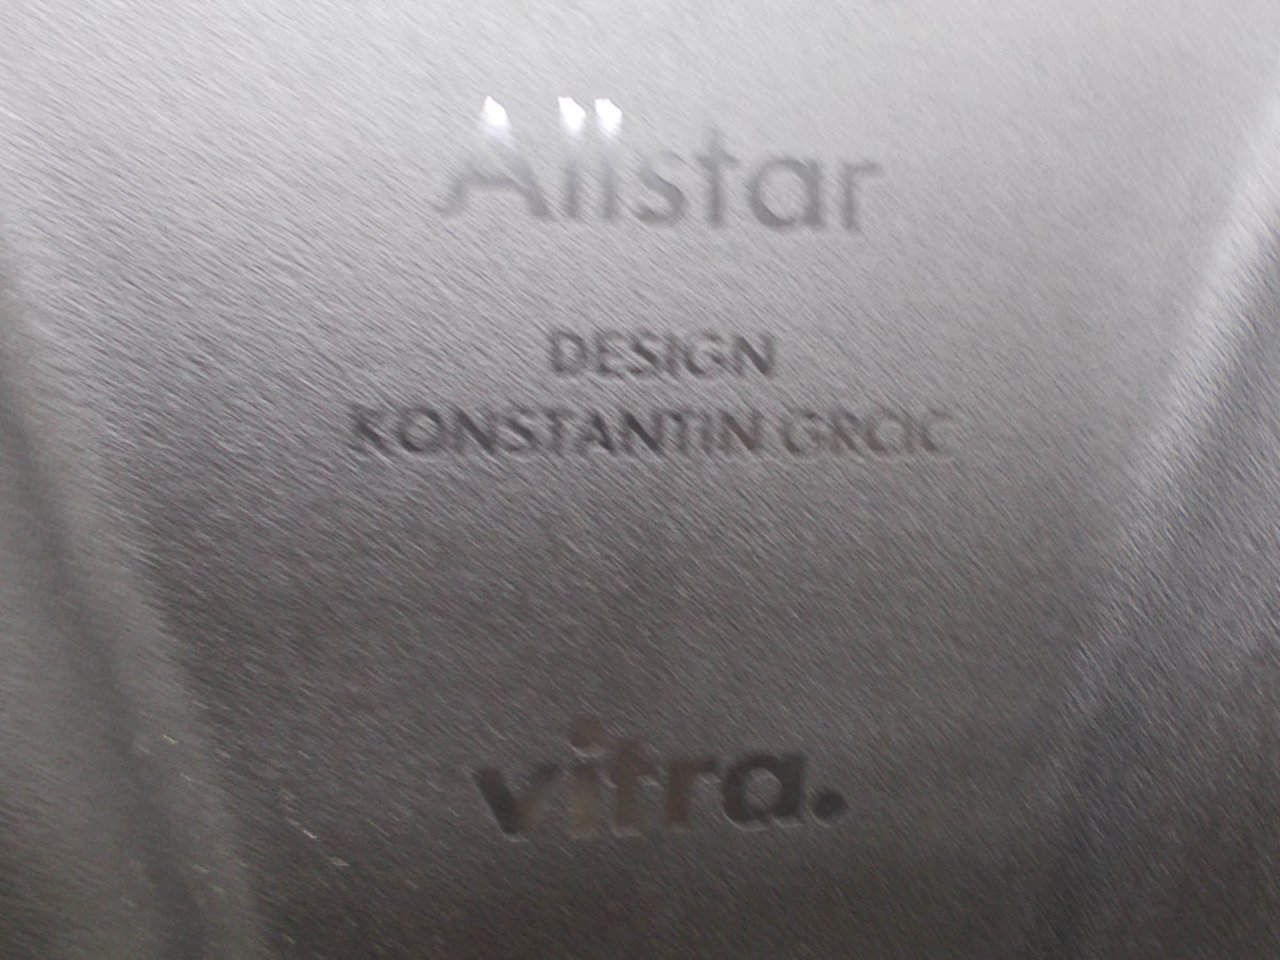 Allstar
DESIGN
KONSTANTIN GRCIC
vitra.